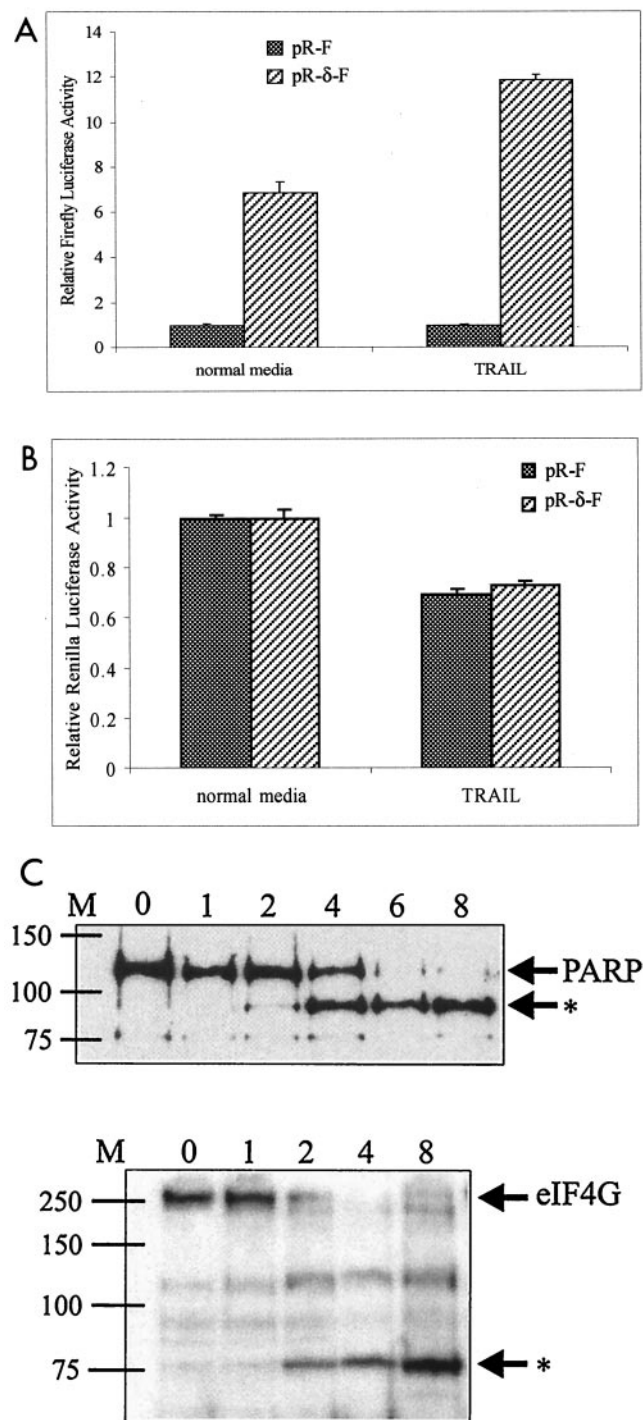 A
Relative Firefly Luciferase Activity
14
12
10
8
6
4
2
0
pR-F
pR-δ-F
normal media
TRAIL
B
Relative Renilla Luciferase Activity
1.2
1
0.8
0.6
0.4
0.2
0
pR-F
pR-δ-F
normal media
TRAIL
C
M 0 1 2 4 6 8
150
100
75
PARP
*
M 0 1 2 4 8
250
150
100
75
eIF4G
*